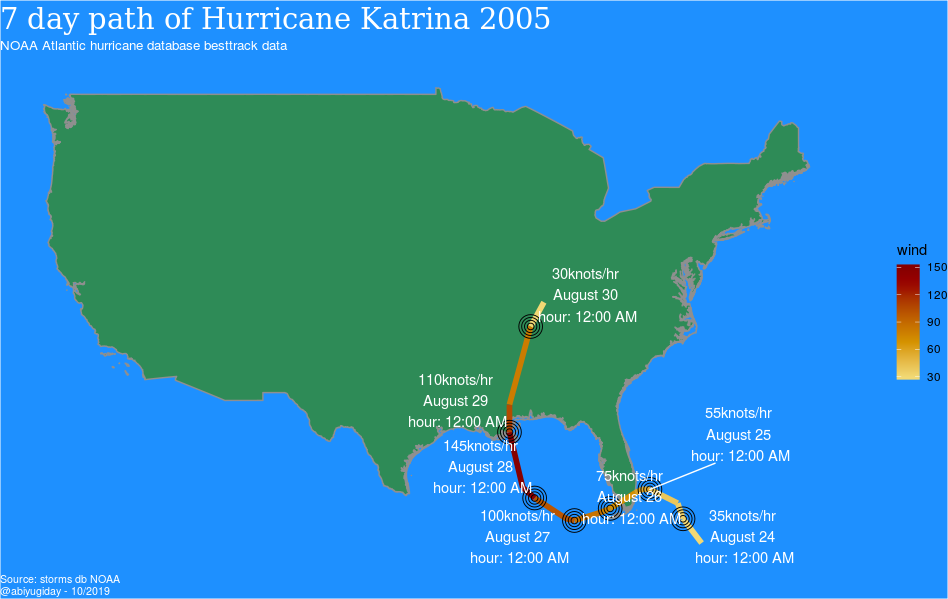 7 day path of Hurricane Katrina 2005
NOAA Atlantic hurricane database besttrack data
wind
150
120
90
60
30
30knots/hr
August 30
hour: 12:00 AM
110knots/hr
August 29
hour: 12:00 AM
145knots/hr
August 28
hour: 12:00 AM
55knots/hr
August 25
hour: 12:00 AM
75knots/hr
August 26
hour: 12:00 AM
100knots/hr
August 27
hour: 12:00 AM
35knots/hr
August 24
hour: 12:00 AM
Source: storms db NOAA
@abiyugiday - 10/2019